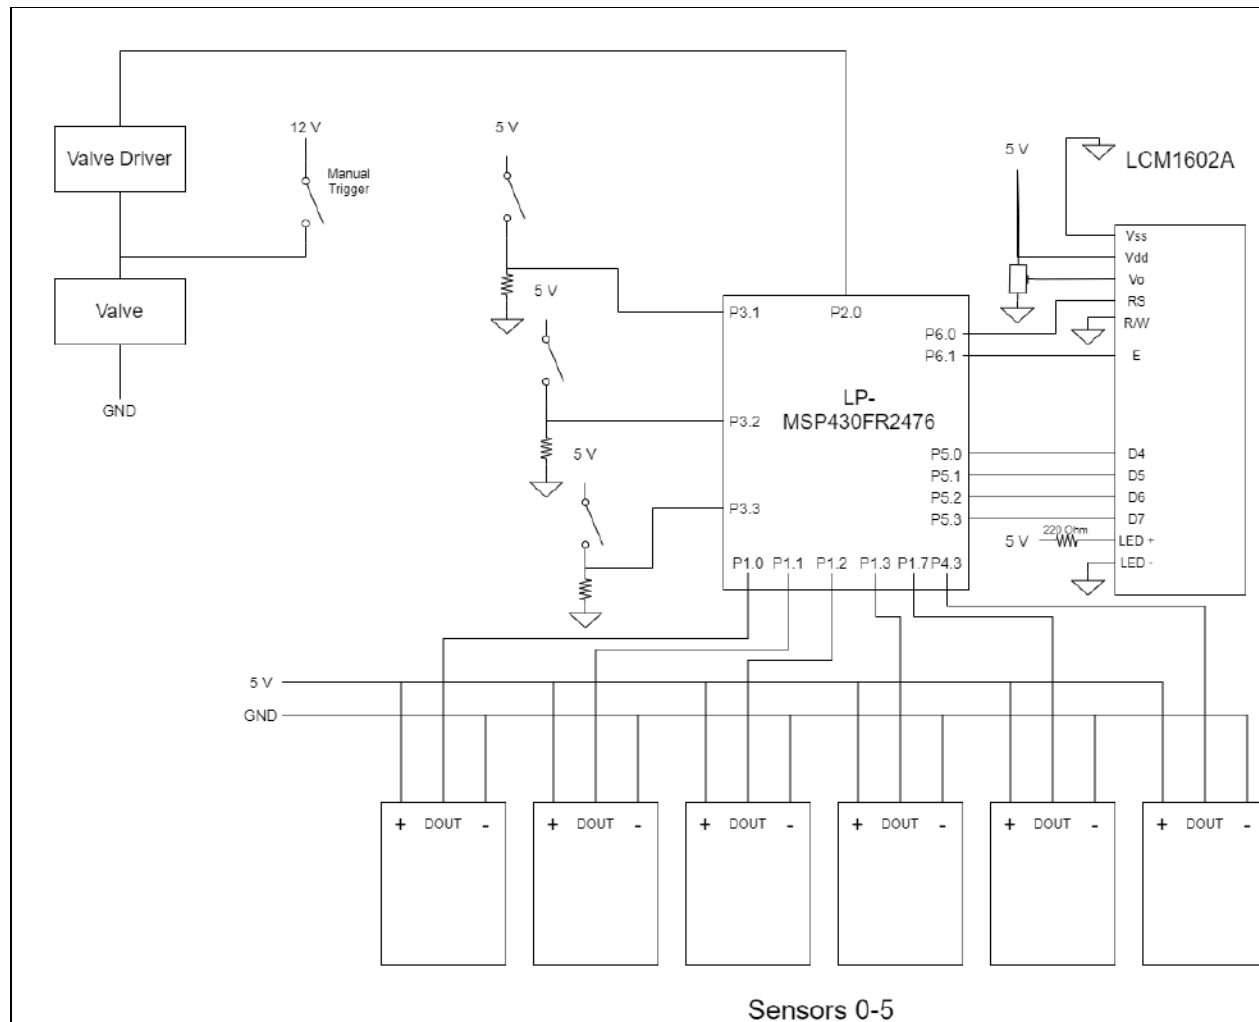 12 V
5 V
Valve Driver
Manual
Trigger
5 V
LCM1602A
Vss
Vdd
Vo
RS
R/W
E
D4
D5
D6
D7
LED +
LED -
5 V
220 Ohm
Valve
GND
5 V
5 V
P3.1
P2.0
P6.0
P6.1
LP-
MSP430FR2476
P3.2
P3.3
P5.0
P5.1
P5.2
P5.3
P1.0 P1.1 P1.2 P1.3 P1.7 P4.3
5 V
GND
+ DOUT -
+ DOUT -
+ DOUT -
+ DOUT -
+ DOUT -
+ DOUT -
Sensors 0-5